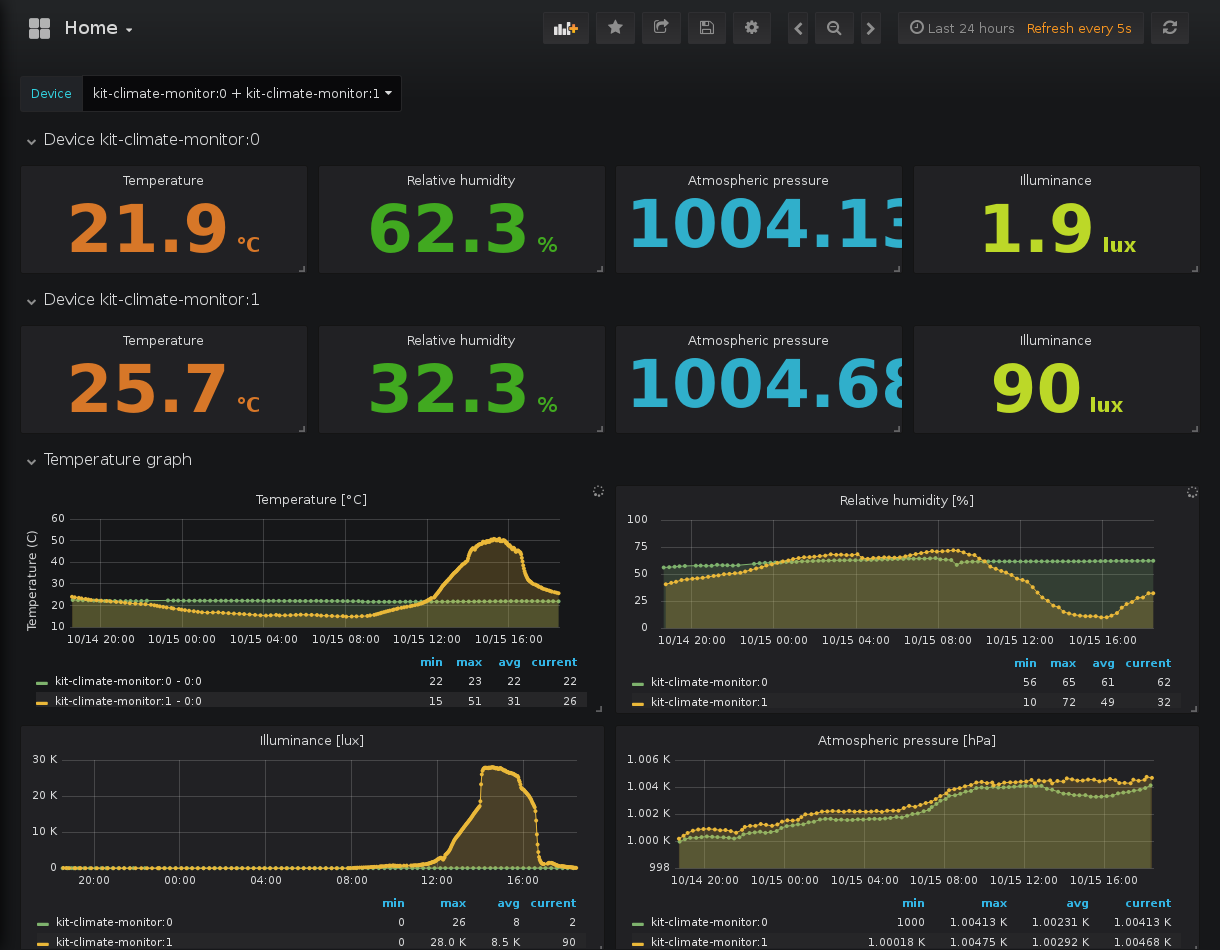 Home
Last 24 hours Refresh every 5s
Device kit-climate-monitor:0 + kit-climate-monitor:1
Device kit-climate-monitor:0
Temperature Relative humidity Atmospheric pressure Illuminance
21.9 °C 62.3 % 1004.13 1.9 lux
Device kit-climate-monitor:1
Temperature Relative humidity Atmospheric pressure Illuminance
25.7 °C 32.3 % 1004.68 90 lux
Temperature graph
Temperature [°C]
Temperature (C)
60
50
40
30
20
10
10/14 20:00 10/15 00:00 10/15 04:00 10/15 08:00 10/15 12:00 10/15 16:00
min max avg current
kit-climate-monitor:0 - 0:0 22 23 22 22
kit-climate-monitor:1 - 0:0 15 51 31 26
Relative humidity [%]
100
75
50
25
0
10/14 20:00 10/15 00:00 10/15 04:00 10/15 08:00 10/15 12:00 10/15 16:00
min max avg current
kit-climate-monitor:0 56 65 61 62
kit-climate-monitor:1 10 72 49 32
Illuminance [lux]
30 K
20 K
10 K
0
20:00 00:00 04:00 08:00 12:00 16:00
min max avg current
kit-climate-monitor:0 0 26 8 2
kit-climate-monitor:1 0 28.0 K 8.5 K 90
Atmospheric pressure [hPa]
1.006 K
1.004 K
1.002 K
1.000 K
998
10/14 20:00 10/15 00:00 10/15 04:00 10/15 08:00 10/15 12:00 10/15 16:00
min max avg current
kit-climate-monitor:0 1000 1.00413 K 1.00231 K 1.00413 K
kit-climate-monitor:1 1.00018 K 1.00475 K 1.00292 K 1.00468 K